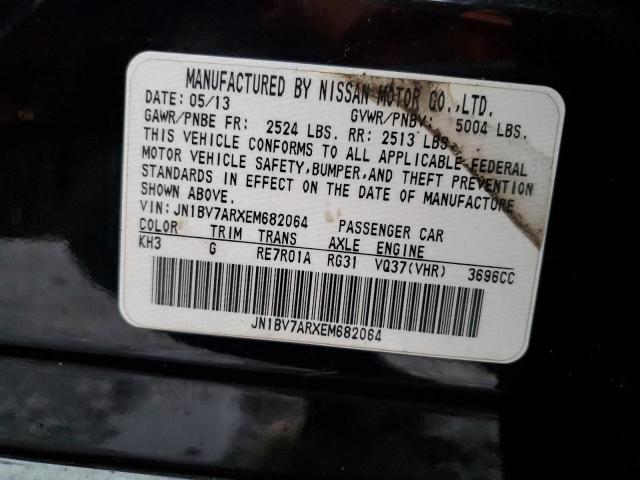 MANUFACTURED BY NISSAN MOTOR CO.,LTD.
DATE: 05/13 GVWR/PNBV: 5004 LBS.
GAWR/PNBE FR: 2524 LBS. RR: 2513 LBS
THIS VEHICLE CONFORMS TO ALL APPLICABLE FEDERAL
MOTOR VEHICLE SAFETY,BUMPER,AND THEFT PREVENTION
STANDARDS IN EFFECT ON THE DATE OF MANUFACTURE
SHOWN ABOVE.
VIN: JN1BV7ARXEM682064 PASSENGER CAR
COLOR TRIM TRANS AXLE ENGINE
KH3 G RE7R01A RG31 VQ37(VHR) 3696CC
JN1BV7ARXEM682064